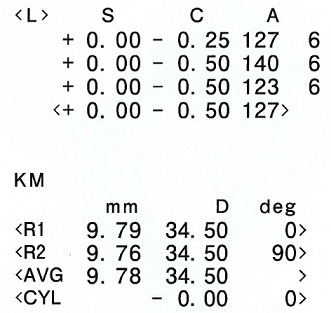 <L> S C A
+ 0.00 - 0.25 127 6
+ 0.00 - 0.50 140 6
+ 0.00 - 0.50 123 6
<+ 0.00 - 0.50 127>
KM
mm D deg
<R1 9.79 34.50 0>
<R2 9.76 34.50 90>
<AVG 9.78 34.50 >
<CYL - 0.00 0>